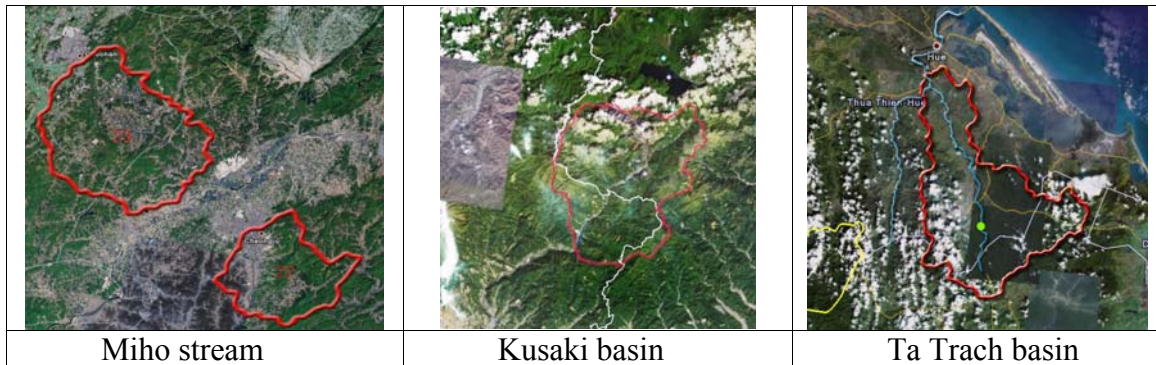 Hue
Thua Thien-Hue
Miho stream
Kusaki basin
Ta Trach basin